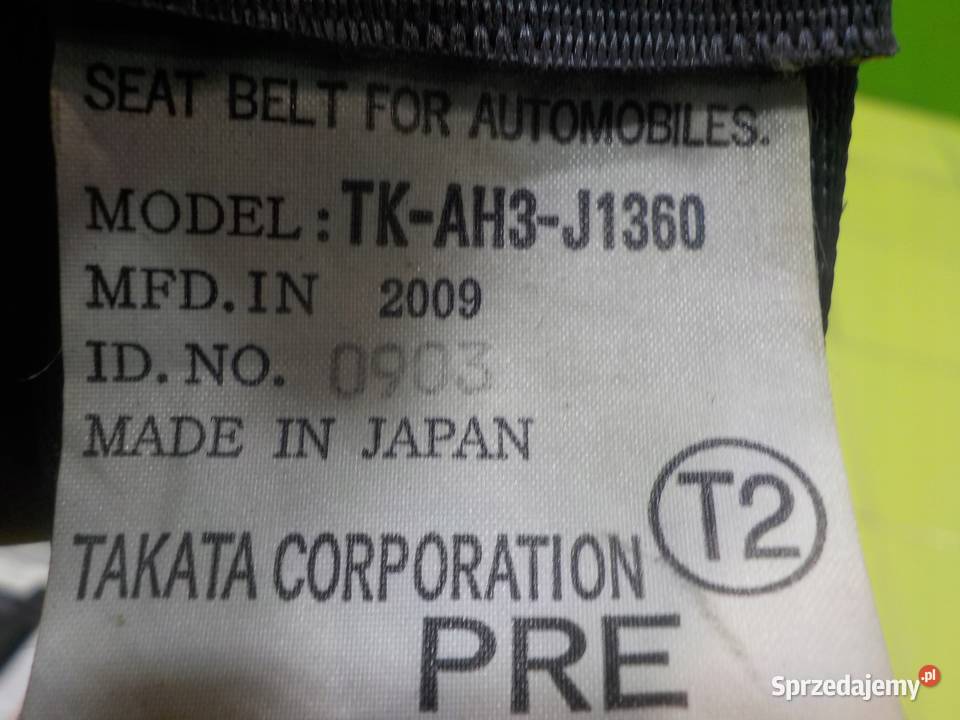 SEAT BELT FOR AUTOMOBILES.
MODEL : TK-AH3-J1360
MFD. IN 2009
ID. NO. 0903
MADE IN JAPAN
T2
TAKATA CORPORATION
PRE
Sprzedajemy.pl